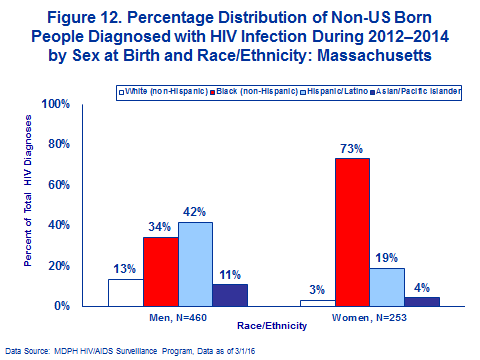 Figure 12. Percentage Distribution of Non-US Born
People Diagnosed with HIV Infection During 2012–2014
by Sex at Birth and Race/Ethnicity: Massachusetts
White (non-Hispanic) Black (non-Hispanic) Hispanic/Latino Asian/Pacific Islander
Percent of Total HIV Diagnoses
100%
80%
60%
40%
20%
0%
13%
34%
42%
11%
3%
73%
19%
4%
Men, N=460
Women, N=253
Race/Ethnicity
Data Source: MDPH HIV/AIDS Surveillance Program, Data as of 3/1/16